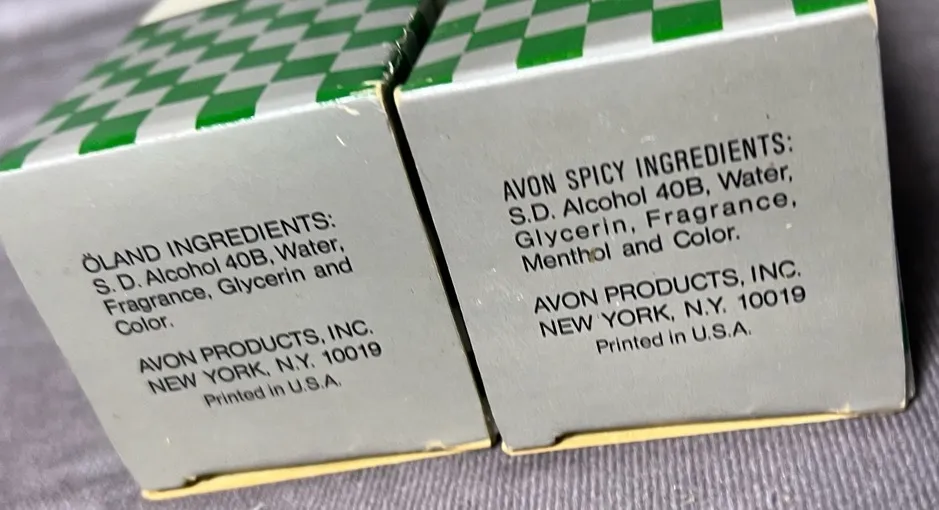 ÖLAND INGREDIENTS:
S.D. Alcohol 40B, Water,
Fragrance, Glycerin and
Color.
AVON PRODUCTS, INC.
NEW YORK, N.Y. 10019
Printed in U.S.A.
AVON SPICY INGREDIENTS:
S.D. Alcohol 40B, Water,
Glycerin, Fragrance,
Menthol and Color.
AVON PRODUCTS, INC.
NEW YORK, N.Y. 10019
Printed in U.S.A.